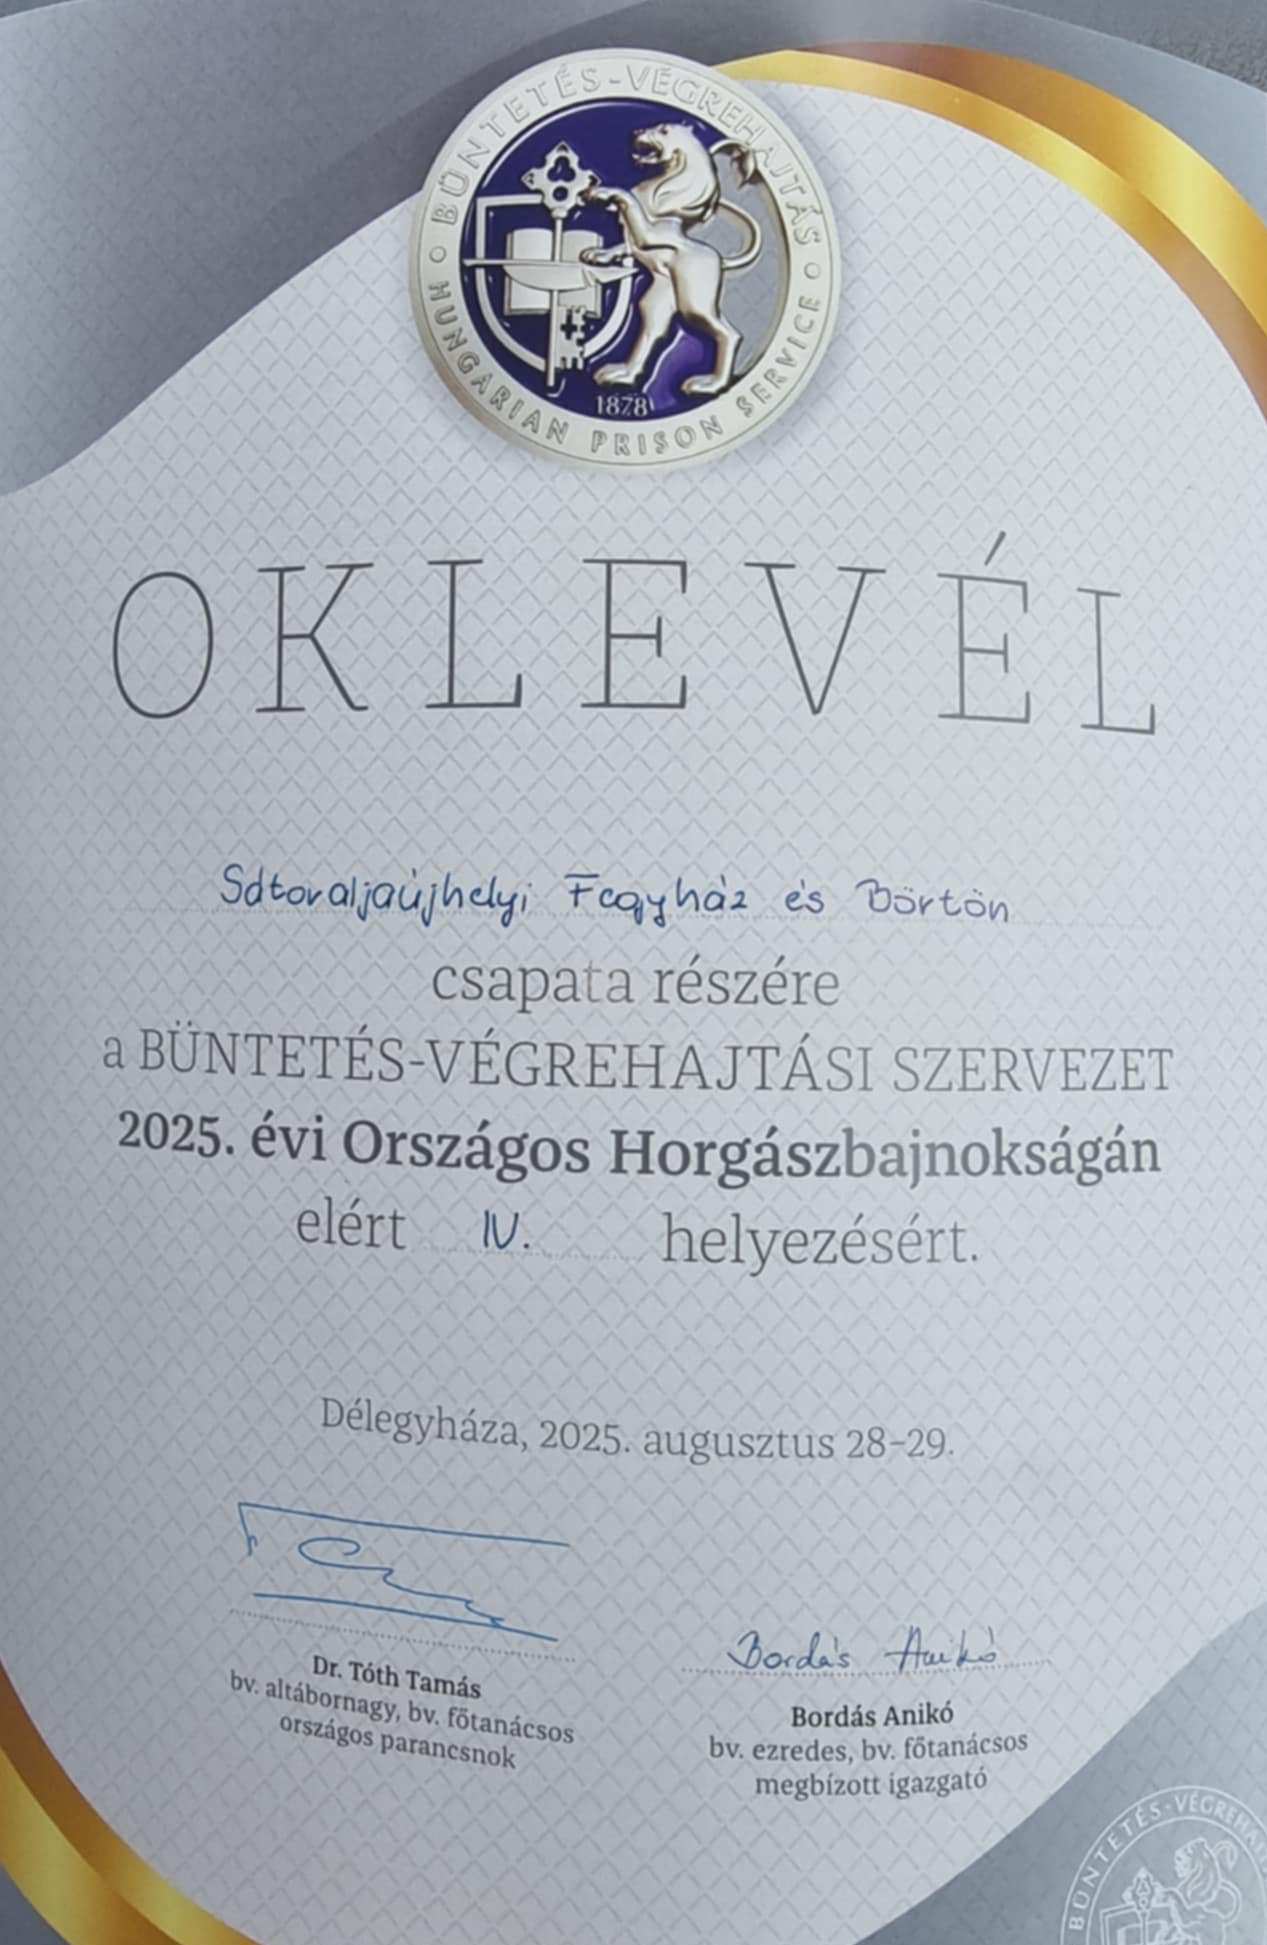 BÜNTETÉS-VÉGREHAJTÁS
HUNGARIAN PRISON SERVICE
1878
OKLEVÉL
Sátoraljaújhelyi Fegyház és Börtön
csapata részére
a BÜNTETÉS-VÉGREHAJTÁSI SZERVEZET
2025. évi Országos Horgászbajnokságán
elért IV. helyezésért.
Délegyháza, 2025. augusztus 28-29.
Bordás Anikó
Dr. Tóth Tamás
bv. altábornagy, bv. főtanácsos
országos parancsnok
Bordás Anikó
bv. ezredes, bv. főtanácsos
megbízott igazgató